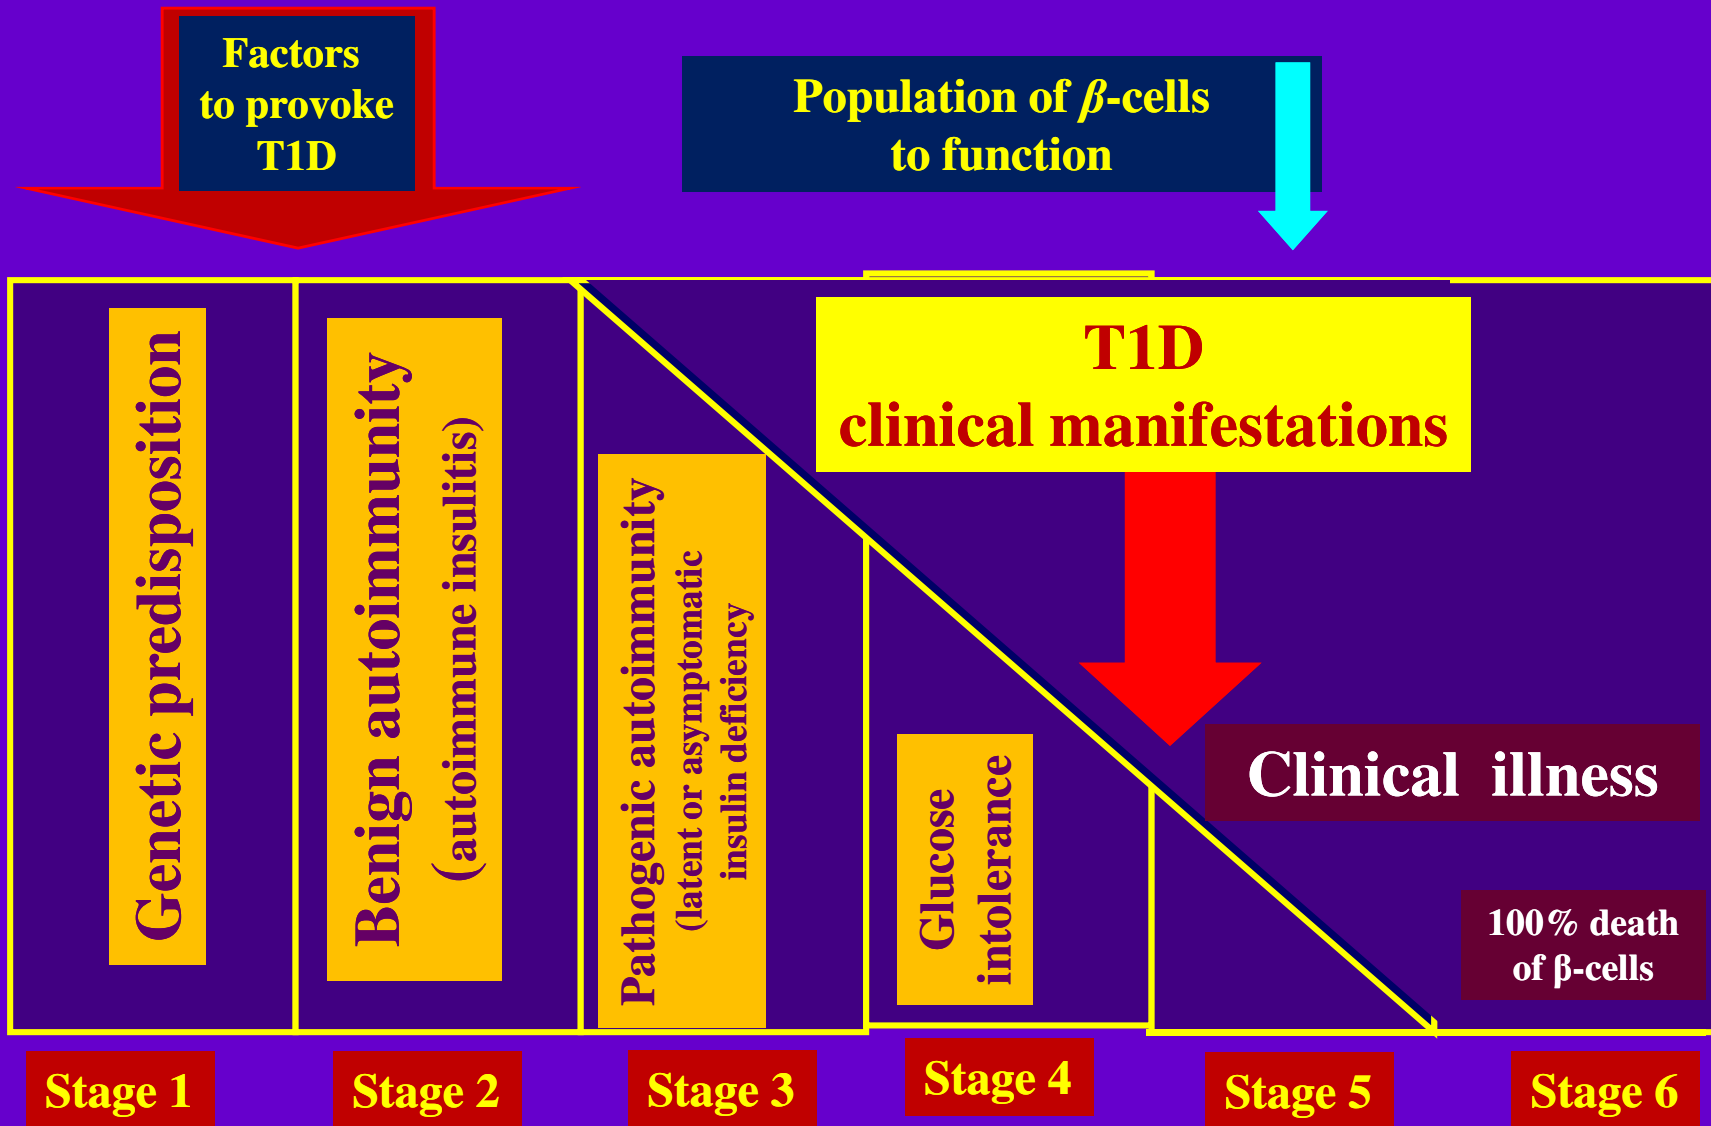 Factors
to provoke
T1D
Population of β-cells
to function
T1D
clinical manifestations
Genetic predisposition
Benign autoimmunity
(autoimmune insulitis)
Pathogenic autoimmunity
(latent or asymptomatic
insulin deficiency
Glucose
intolerance
Clinical illness
100% death
of β-cells
Stage 1
Stage 2
Stage 3
Stage 4
Stage 5
Stage 6